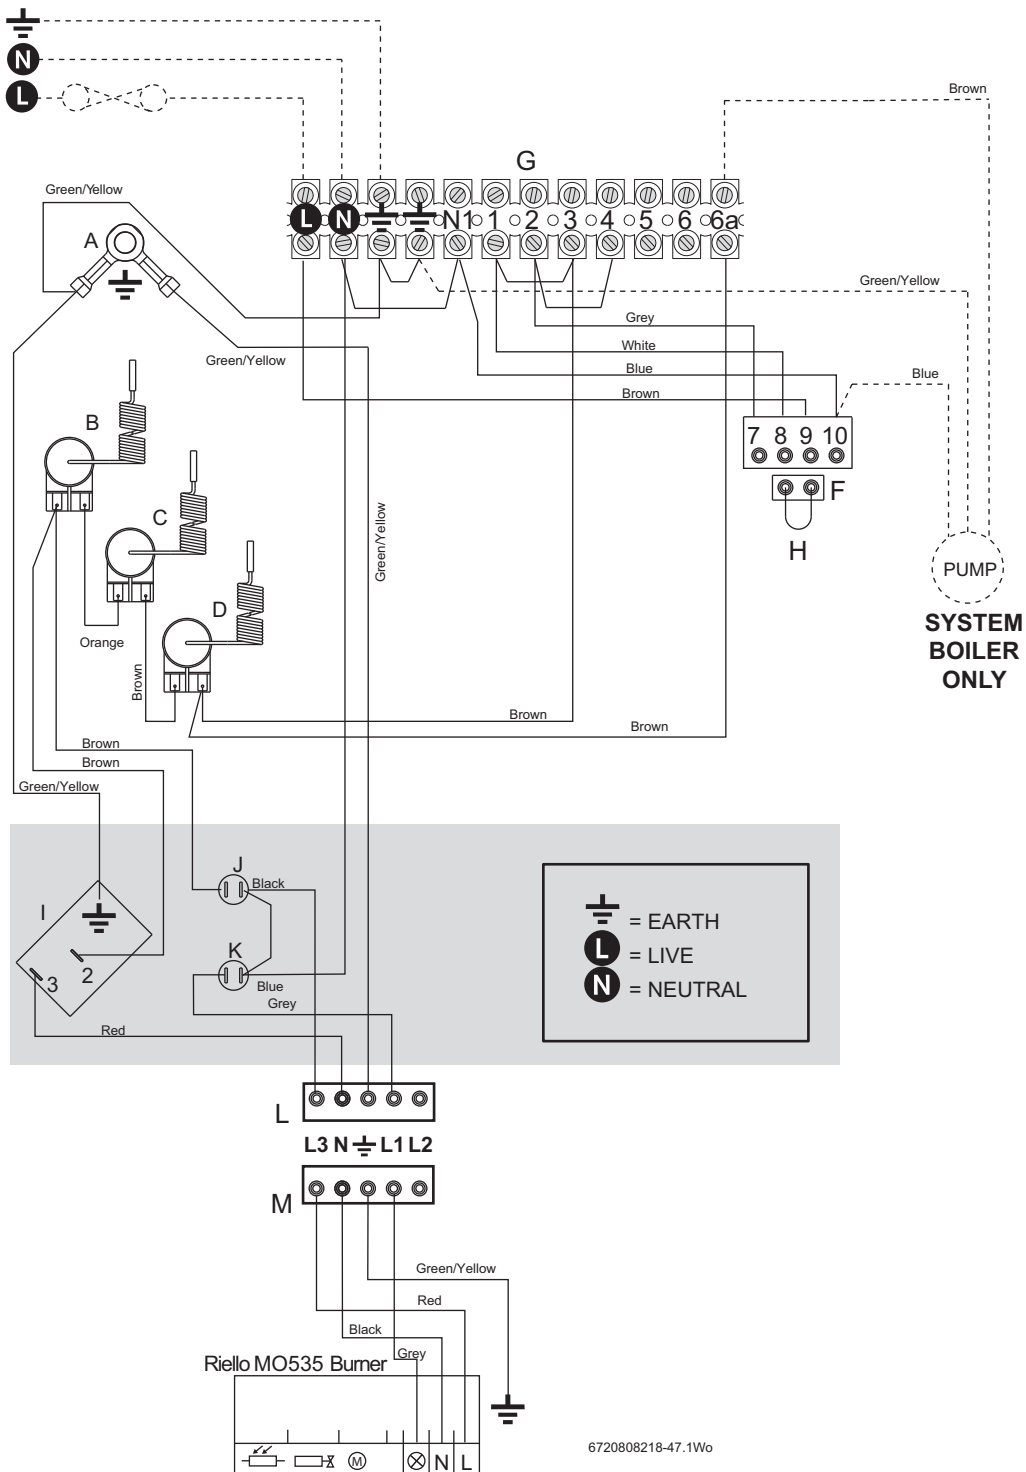 N
L
Brown
G
Green/Yellow
L N N1 1 2 3 4 5 6 6a
A
Green/Yellow
Grey
Green/Yellow
White
Blue
Blue
Brown
B
7 8 9 10
F
C
Green/Yellow
H
PUMP
D
SYSTEM
BOILER
ONLY
Orange
Brown
Brown
Brown
Brown
Brown
Green/Yellow
J
Black
I
= EARTH
K
L = LIVE
2
3
Blue
N = NEUTRAL
Grey
Red
L
L3 N L1 L2
M
Green/Yellow
Red
Black
Grey
Riello MO535 Burner
6720808218-47.1Wo
M N L